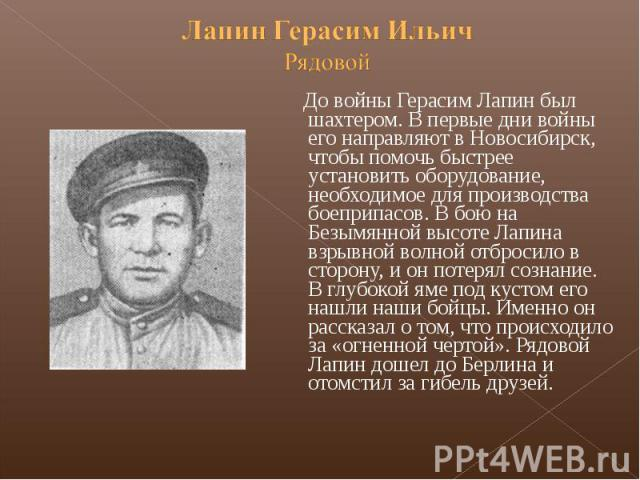 Лапин Герасим Ильич
Рядовой
До войны Герасим Лапин был
шахтером. В первые дни войны
его направляют в Новосибирск,
чтобы помочь быстрее
установить оборудование,
необходимое для производства
боеприпасов. В бою на
Безымянной высоте Лапина
взрывной волной отбросило в
сторону, и он потерял сознание.
В глубокой яме под кустом его
нашли наши бойцы. Именно он
рассказал о том, что происходило
за «огненной чертой». Рядовой
Лапин дошел до Берлина и
отомстил за гибель друзей.
PPt4WEB.ru